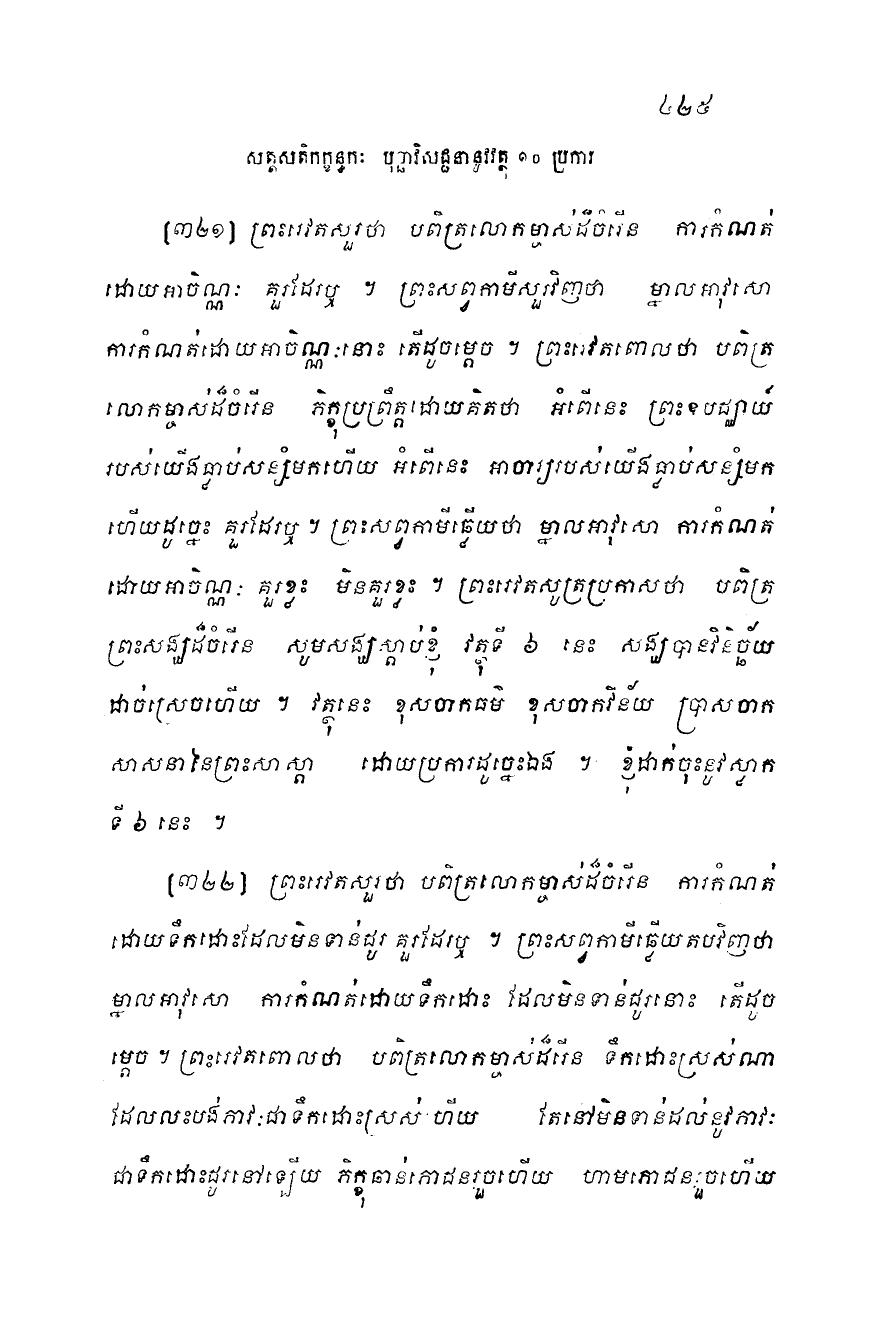 ៤២៥
សត្តសតិកក្ខន្ធកៈ បុច្ឆាវិសជ្ជនានូវវត្ថុ ១០ ប្រការ
[៣២១] ព្រះរេវតសួរថា បពិត្រលោកម្ចាស់ដ៏ចំរើន ការកំណត់
ដោយអាចិណ្ណៈ គួរដែរឬ ។ ព្រះសព្វកាមីសួរវិញថា ម្នាលអាវុសោ
ការកំណត់ដោយអាចិណ្ណៈនោះ តើដូចម្តេច ។ ព្រះរេវតពោលថា បពិត្រ
លោកម្ចាស់ដ៏ចំរើន ភិក្ខុប្រព្រឹត្តដោយគិតថា អំពើនេះ ព្រះឧបជ្ឈាយ៍
របស់យើងធ្លាប់សន្សំមកហើយ អំពើនេះ អាចារ្យរបស់យើងធ្លាប់សន្សំមក
ហើយដូច្នេះ គួរដែរឬ ។ ព្រះសព្វកាមីឆ្លើយថា ម្នាលអាវុសោ ការកំណត់
ដោយអាចិណ្ណៈ គួរខ្លះ មិនគួរខ្លះ ។ ព្រះរេវតសូត្រប្រកាសថា បពិត្រ
ព្រះសង្ឃដ៏ចំរើន សូមសង្ឃស្តាប់ខ្ញុំ វត្ថុទី ៦ នេះ សង្ឃបានវិនិច្ឆ័យ
ដាច់ស្រេចហើយ ។ វត្ថុនេះ ខុសចាកធម៌ ខុសចាកវិន័យ ប្រាសចាក
សាសនានៃព្រះសាស្តា ដោយប្រការដូច្នេះឯង ។ ខ្ញុំដាក់ចុះនូវស្លាក
ទី ៦ នេះ ។
[៣២២] ព្រះរេវតសួរថា បពិត្រលោកម្ចាស់ដ៏ចំរើន ការកំណត់
ដោយទឹកដោះដែលមិនទាន់ជូរ គួរដែរឬ ។ ព្រះសព្វកាមីឆ្លើយតបវិញថា
ម្នាលអាវុសោ ការកំណត់ដោយទឹកដោះ ដែលមិនទាន់ជូរនោះ តើដូច
ម្តេច ។ ព្រះរេវតពោលថា បពិត្រលោកម្ចាស់ដ៏រើន ទឹកដោះស្រស់ណា
ដែលលះបង់ភាវៈជាទឹកដោះស្រស់ ហើយ តែនៅមិនទាន់ដល់នូវភាវៈ
ជាទឹកដោះជូរនៅឡើយ ភិក្ខុឆាន់ភោជនរួចហើយ ហាមភោជនរួចហើយ